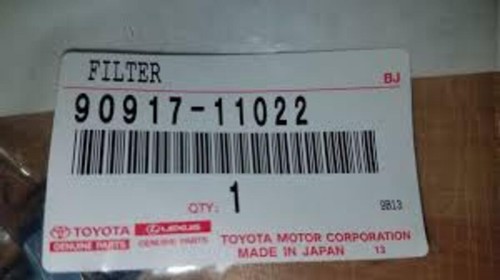 FILTER
BJ
90917-11022
QTY: 1
9B13
TOYOTA LEXUS TOYOTA MOTOR CORPORATION
GENUINE PARTS GENUINE PARTS MADE IN JAPAN 13